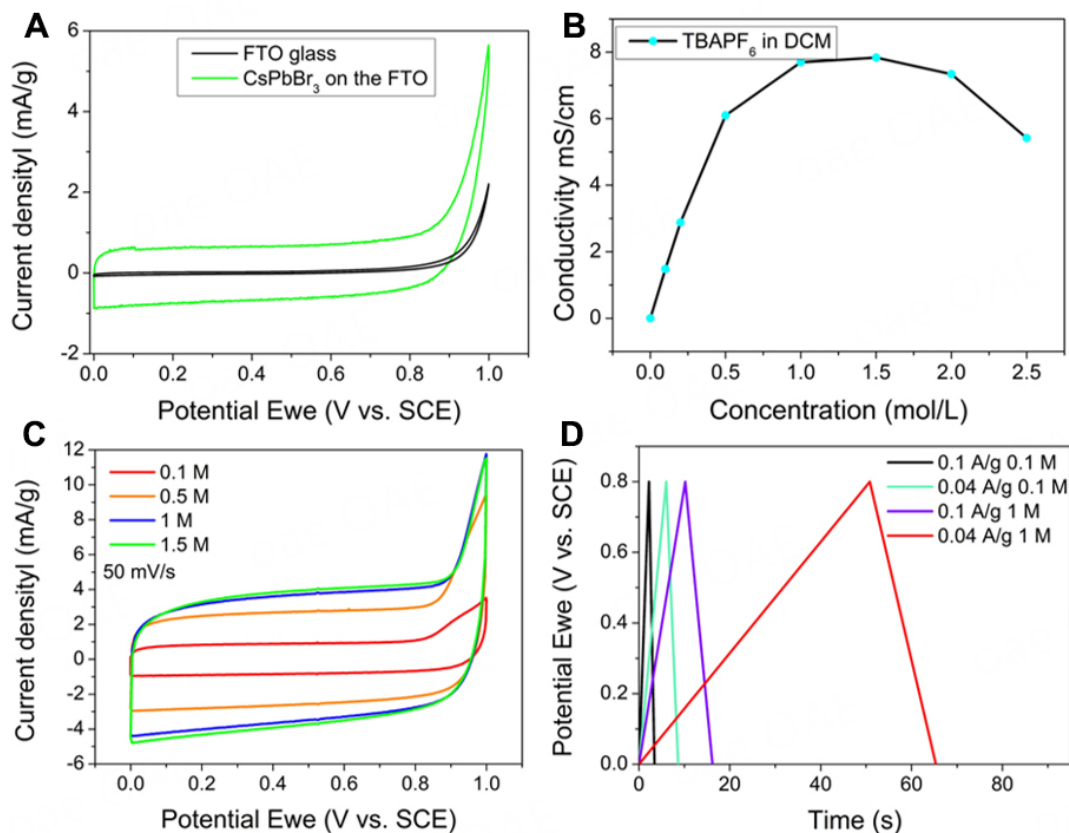 A
Current densityl (mA/g)
6
4
2
0
-2
FTO glass
CsPbBr3 on the FTO
0.0 0.2 0.4 0.6 0.8 1.0
Potential Ewe (V vs. SCE)
B
Conductivity mS/cm
8
6
4
2
0
TBAPF6 in DCM
0.0 0.5 1.0 1.5 2.0 2.5
Concentration (mol/L)
C
Current densityl (mA/g)
12
10
8
6
4
2
0
-2
-4
-6
0.1 M
0.5 M
1 M
1.5 M
50 mV/s
0.0 0.2 0.4 0.6 0.8 1.0
Potential Ewe (V vs. SCE)
D
Potential Ewe (V vs. SCE)
0.8
0.6
0.4
0.2
0.0
0.1 A/g 0.1 M
0.04 A/g 0.1 M
0.1 A/g 1 M
0.04 A/g 1 M
0 20 40 60 80
Time (s)